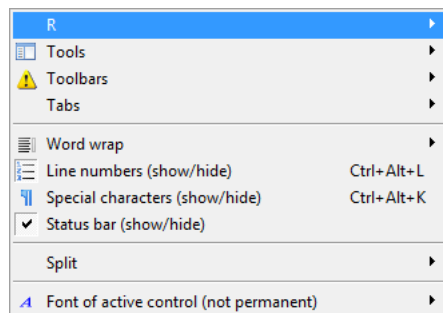 R
Tools
Toolbars
Tabs
Word wrap
Line numbers (show/hide) Ctrl+Alt+L
Special characters (show/hide) Ctrl+Alt+K
Status bar (show/hide)
Split
Font of active control (not permanent)